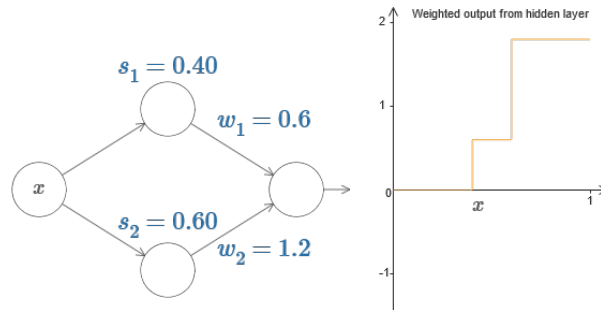 s₁ = 0.40
w₁ = 0.6
x
s₂ = 0.60
w₂ = 1.2
Weighted output from hidden layer
2
1
0
x
1
-1